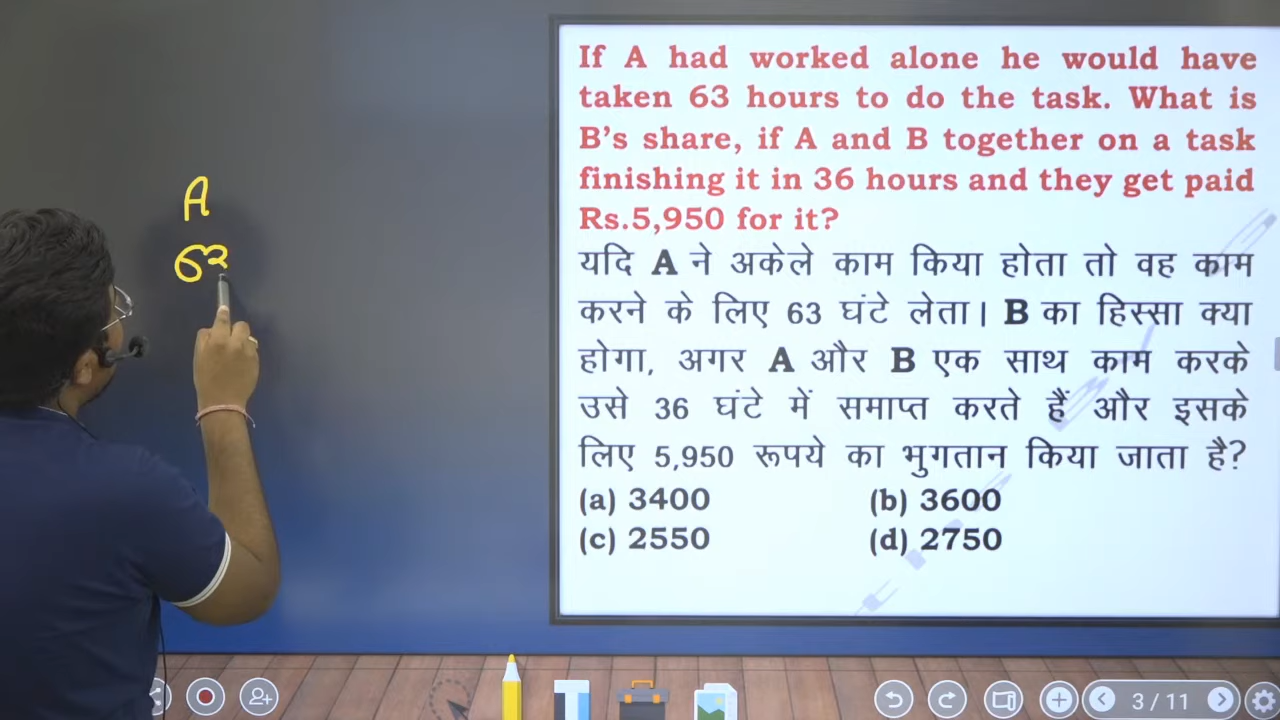 A
63
If A had worked alone he would have
taken 63 hours to do the task. What is
B's share, if A and B together on a task
finishing it in 36 hours and they get paid
Rs.5,950 for it?
यदि A ने अकेले काम किया होता तो वह काम
करने के लिए 63 घंटे लेता। B का हिस्सा क्या
होगा, अगर A और B एक साथ काम करके
उसे 36 घंटे में समाप्त करते हैं और इसके
लिए 5,950 रूपये का भुगतान किया जाता है?
(a) 3400 (b) 3600
(c) 2550 (d) 2750
3 / 11